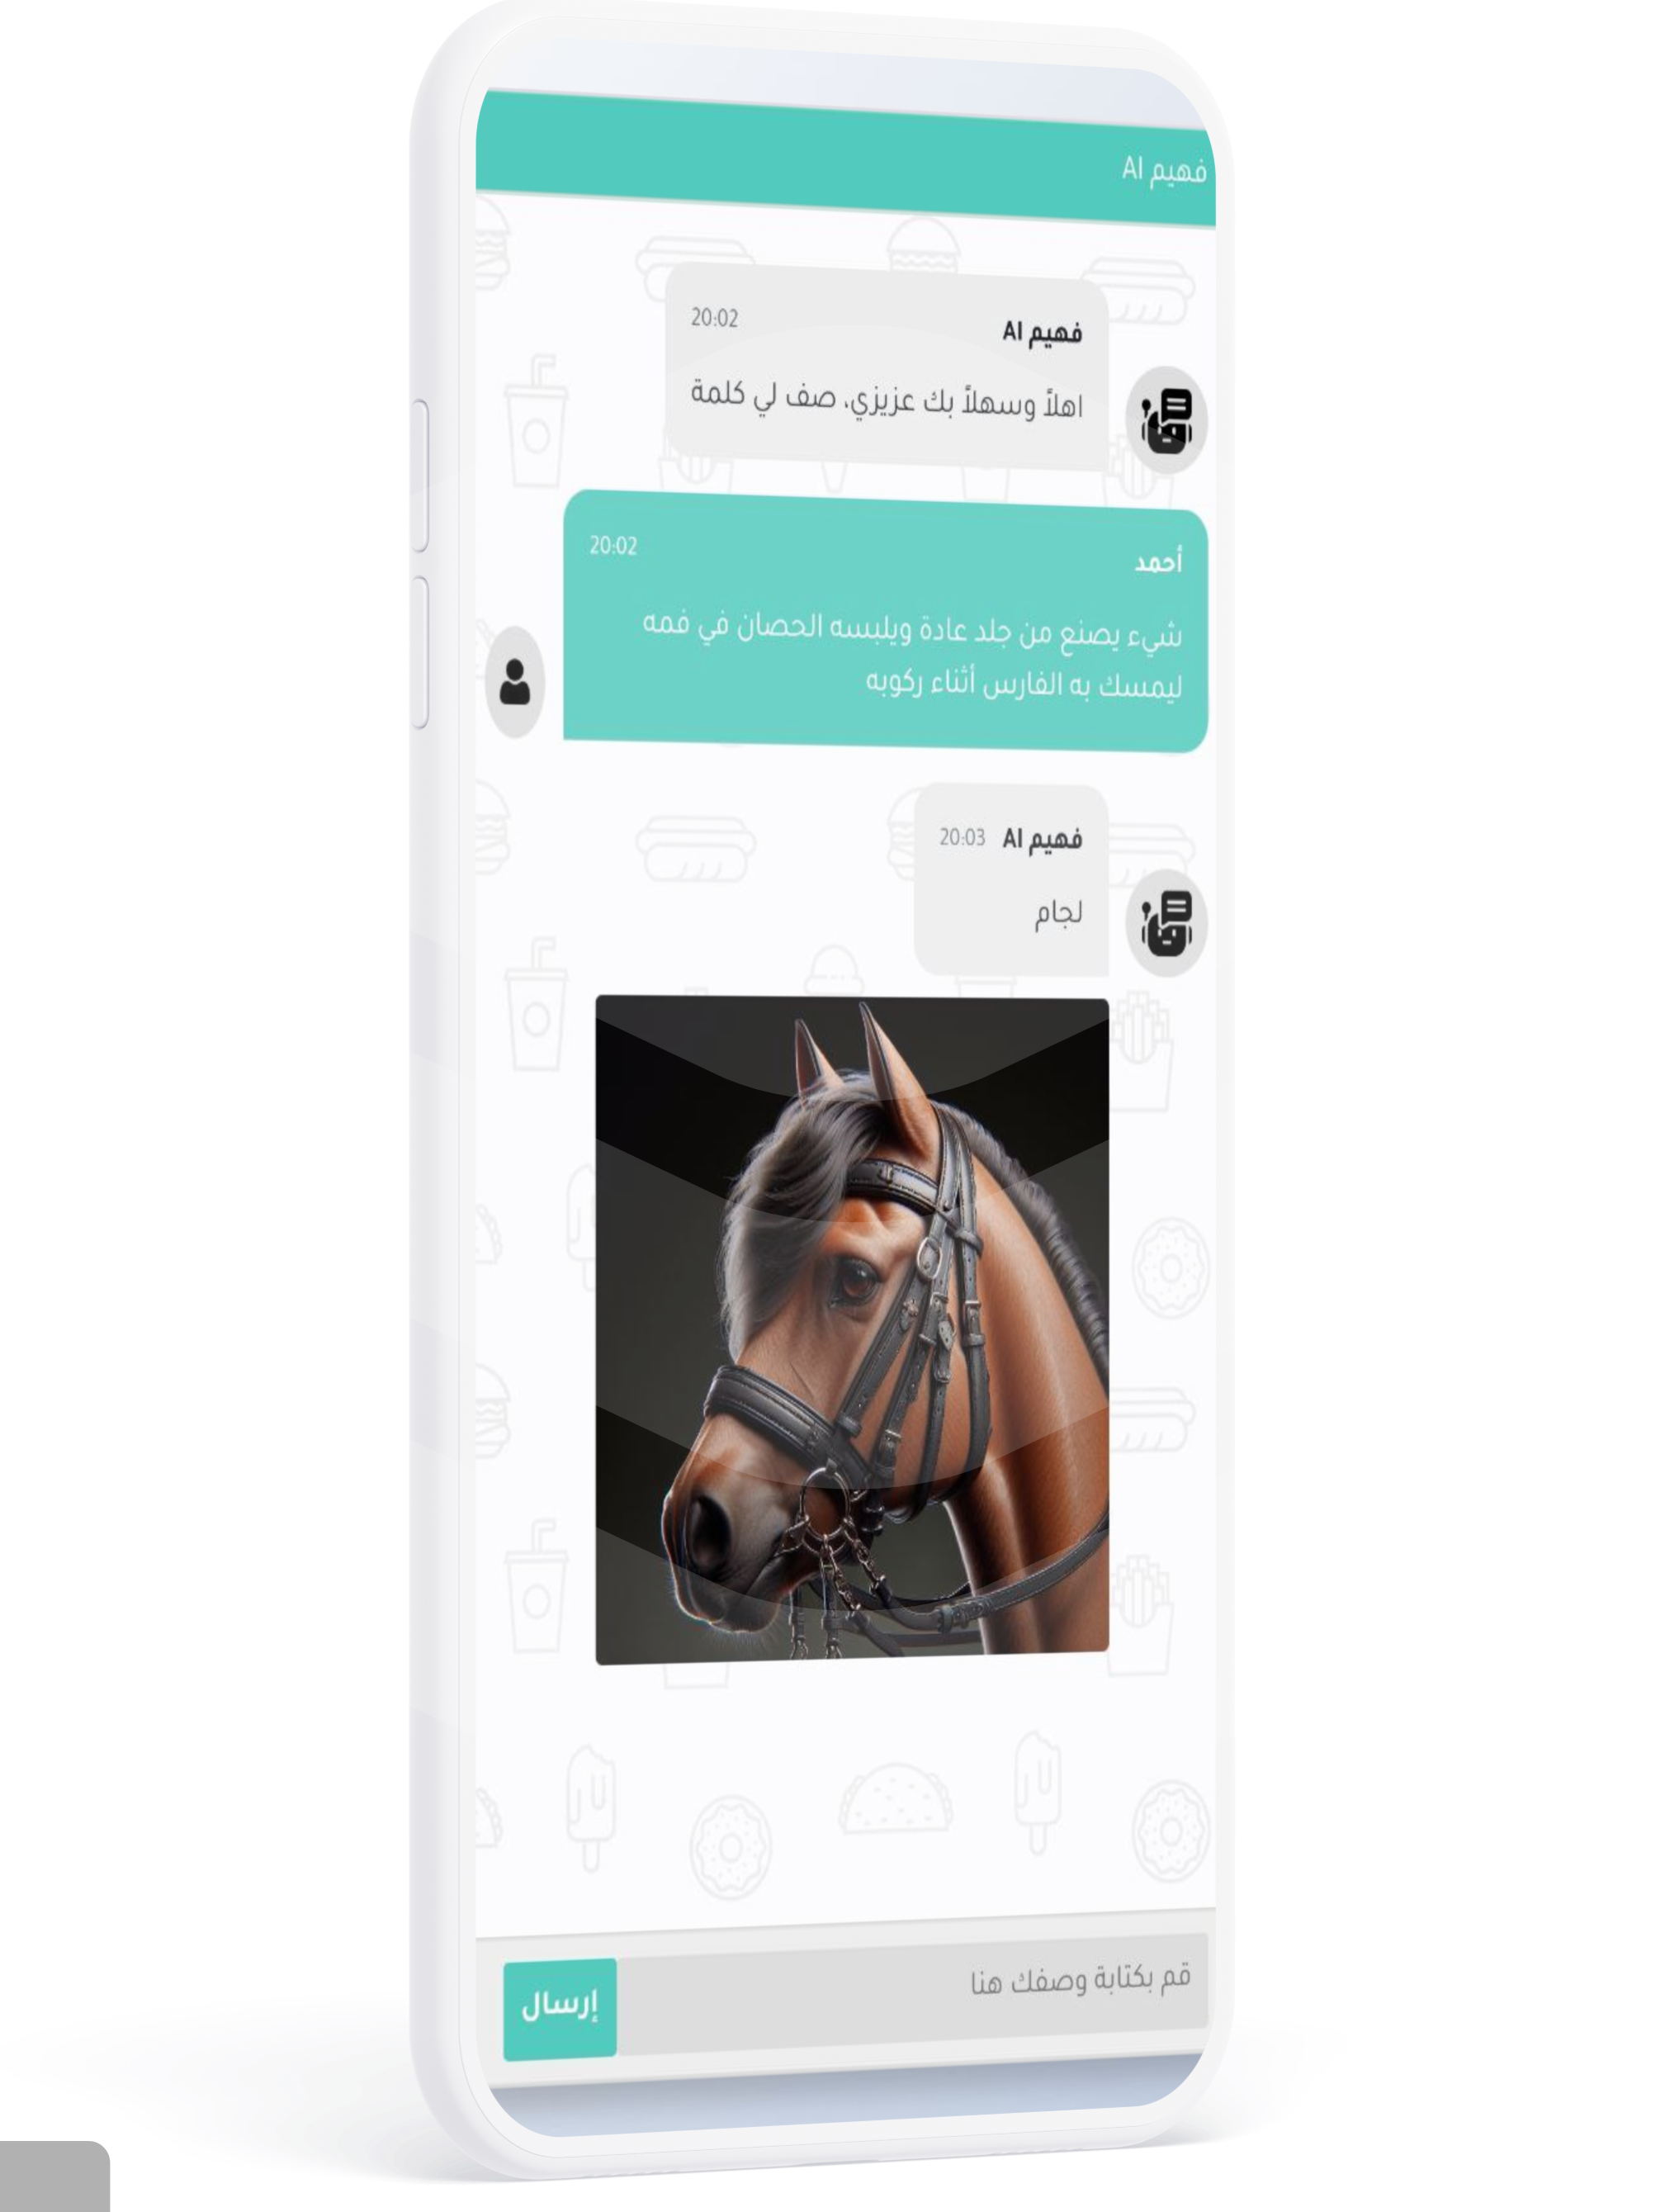 فهيم AI
فهيم AI 20:02
اهلاً وسهلاً بك عزيزي، صف لي كلمة
أحمد 20:02
شيء يصنع من جلد عادة ويلبسه الحصان في فمه
ليمسك به الفارس أثناء ركوبه
فهيم AI 20:03
لجام
قم بكتابة وصفك هنا
إرسال